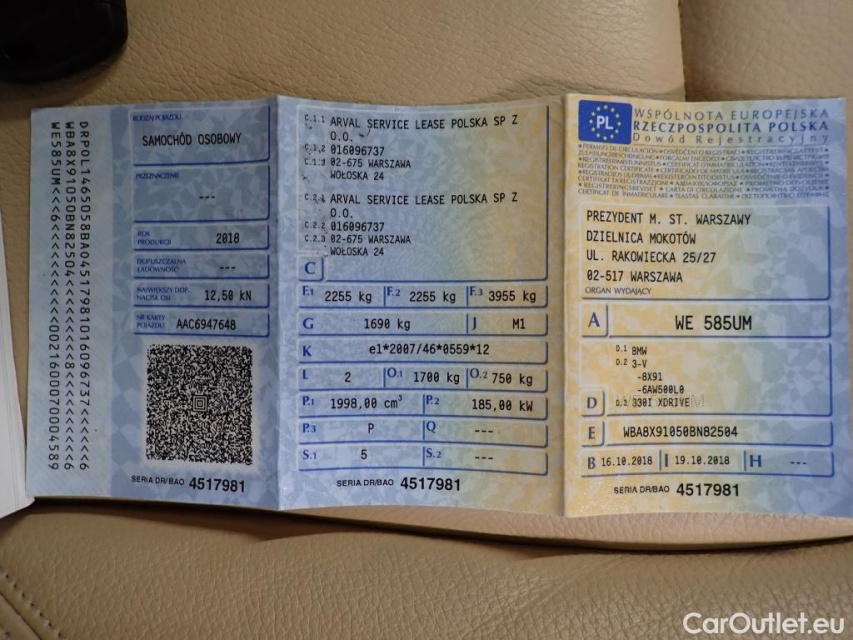 DRPPL1465D58BA04517981016096737<<<<<<6
WBA8X91050BN82504<<<<<<<<<<<8<<<<<<<<6
WE585UM<<<6<<<<<<<<<<0021600070004589
RODZAJ POJAZDU
SAMOCHÓD OSOBOWY
PRZEZNACZENIE
---
ROK PRODUKCJI 2018
DOPUSZCZALNA ŁADOWNOŚĆ ---
NAJWIĘKSZY DOP. NACISK OSI 12,50 kN
NR KARTY POJAZDU AAC6947648
SERIA DR/BAO 4517981
C.1.1 ARVAL SERVICE LEASE POLSKA SP Z
O.O.
C.1.2 016096737
C.1.3 02-675 WARSZAWA
WOŁOSKA 24
C.2.1 ARVAL SERVICE LEASE POLSKA SP Z
O.O.
C.2.2 016096737
C.2.3 02-675 WARSZAWA
WOŁOSKA 24
C
F.1 2255 kg F.2 2255 kg F.3 3955 kg
G 1690 kg J M1
K e1*2007/46*0559*12
L 2 O.1 1700 kg O.2 750 kg
P.1 1998,00 cm³ P.2 185,00 kW
P.3 P Q ---
S.1 5 S.2 ---
SERIA DR/BAO 4517981
PL
WSPÓLNOTA EUROPEJSKA
RZECZPOSPOLITA POLSKA
Dowód Rejestracyjny
PREZYDENT M. ST. WARSZAWY
DZIELNICA MOKOTÓW
UL. RAKOWIECKA 25/27
02-517 WARSZAWA
ORGAN WYDAJĄCY
A WE 585UM
D.1 BMW
D.2 3-V
-8X91
-6AW500L0
D D.3 330I XDRIVE
E WBA8X91050BN82504
B 16.10.2018 I 19.10.2018 H ---
SERIA DR/BAO 4517981
CarOutlet.eu